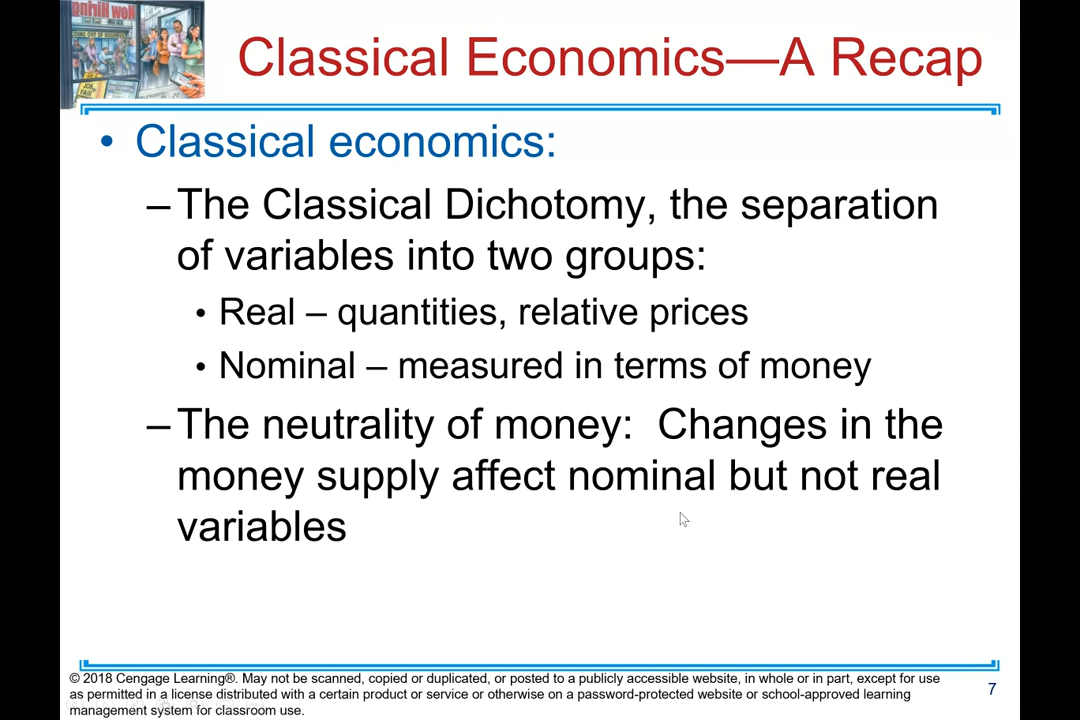 Now Hiring
JOB
FAIR
Classical Economics—A Recap
• Classical economics:
– The Classical Dichotomy, the separation
of variables into two groups:
• Real – quantities, relative prices
• Nominal – measured in terms of money
– The neutrality of money:  Changes in the
money supply affect nominal but not real
variables
© 2018 Cengage Learning®. May not be scanned, copied or duplicated, or posted to a publicly accessible website, in whole or in part, except for use
as permitted in a license distributed with a certain product or service or otherwise on a password-protected website or school-approved learning
management system for classroom use.
7